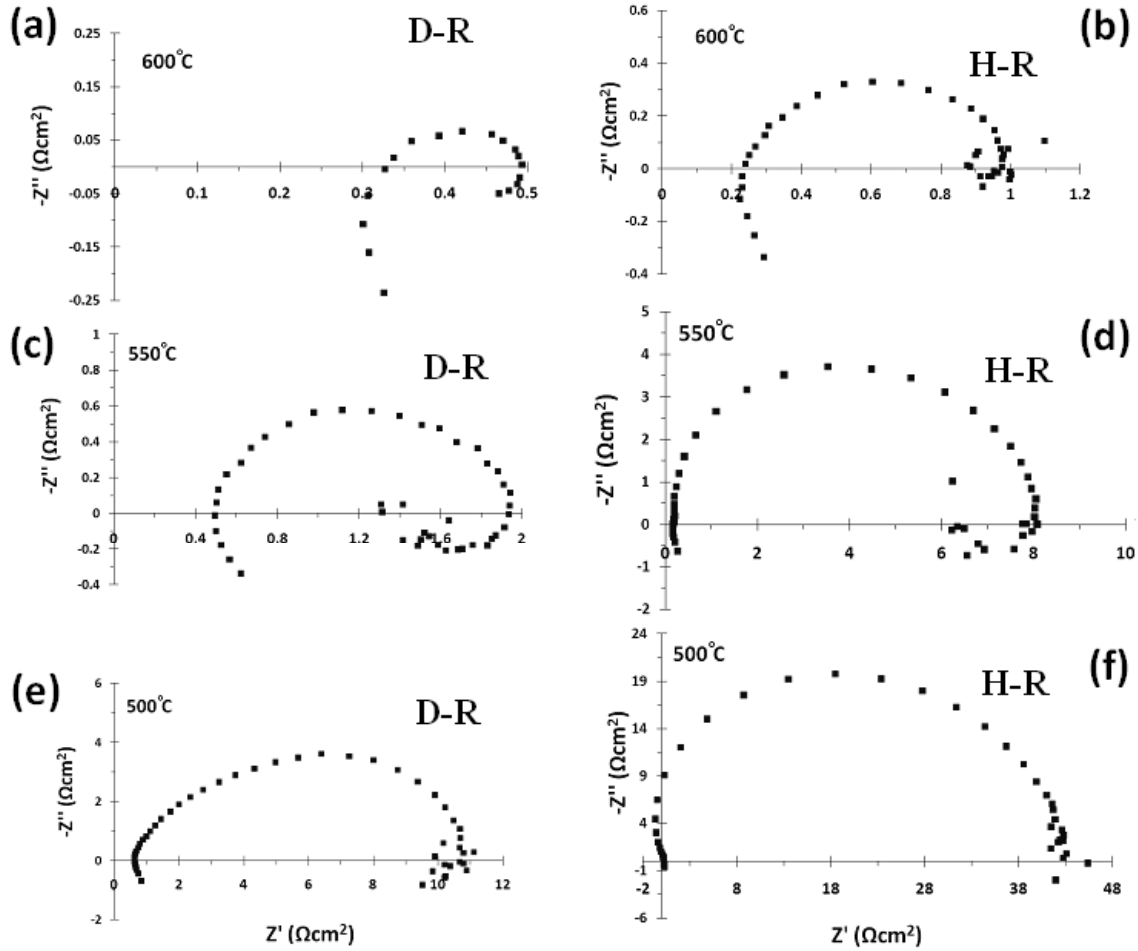 (a)
D-R
600°C
0.25
0.15
0.05
-0.05
-0.15
-0.25
0
0.1
0.2
0.3
0.4
0.5
-Z'' (Ωcm²)
(b)
H-R
600°C
0.6
0.4
0.2
0
-0.2
-0.4
0
0.2
0.4
0.6
0.8
1
1.2
-Z'' (Ωcm²)
(c)
D-R
550°C
1
0.8
0.6
0.4
0.2
0
-0.2
-0.4
0.4
0.8
1.2
1.6
2
-Z'' (Ωcm²)
(d)
H-R
550°C
5
4
3
2
1
0
-1
-2
0
2
4
6
8
10
-Z'' (Ωcm²)
(e)
D-R
500°C
6
4
2
0
-2
0
2
4
6
8
10
12
-Z'' (Ωcm²)
Z' (Ωcm²)
(f)
H-R
500°C
24
19
14
9
4
-1
-6
-2
8
18
28
38
48
-Z'' (Ωcm²)
Z' (Ωcm²)